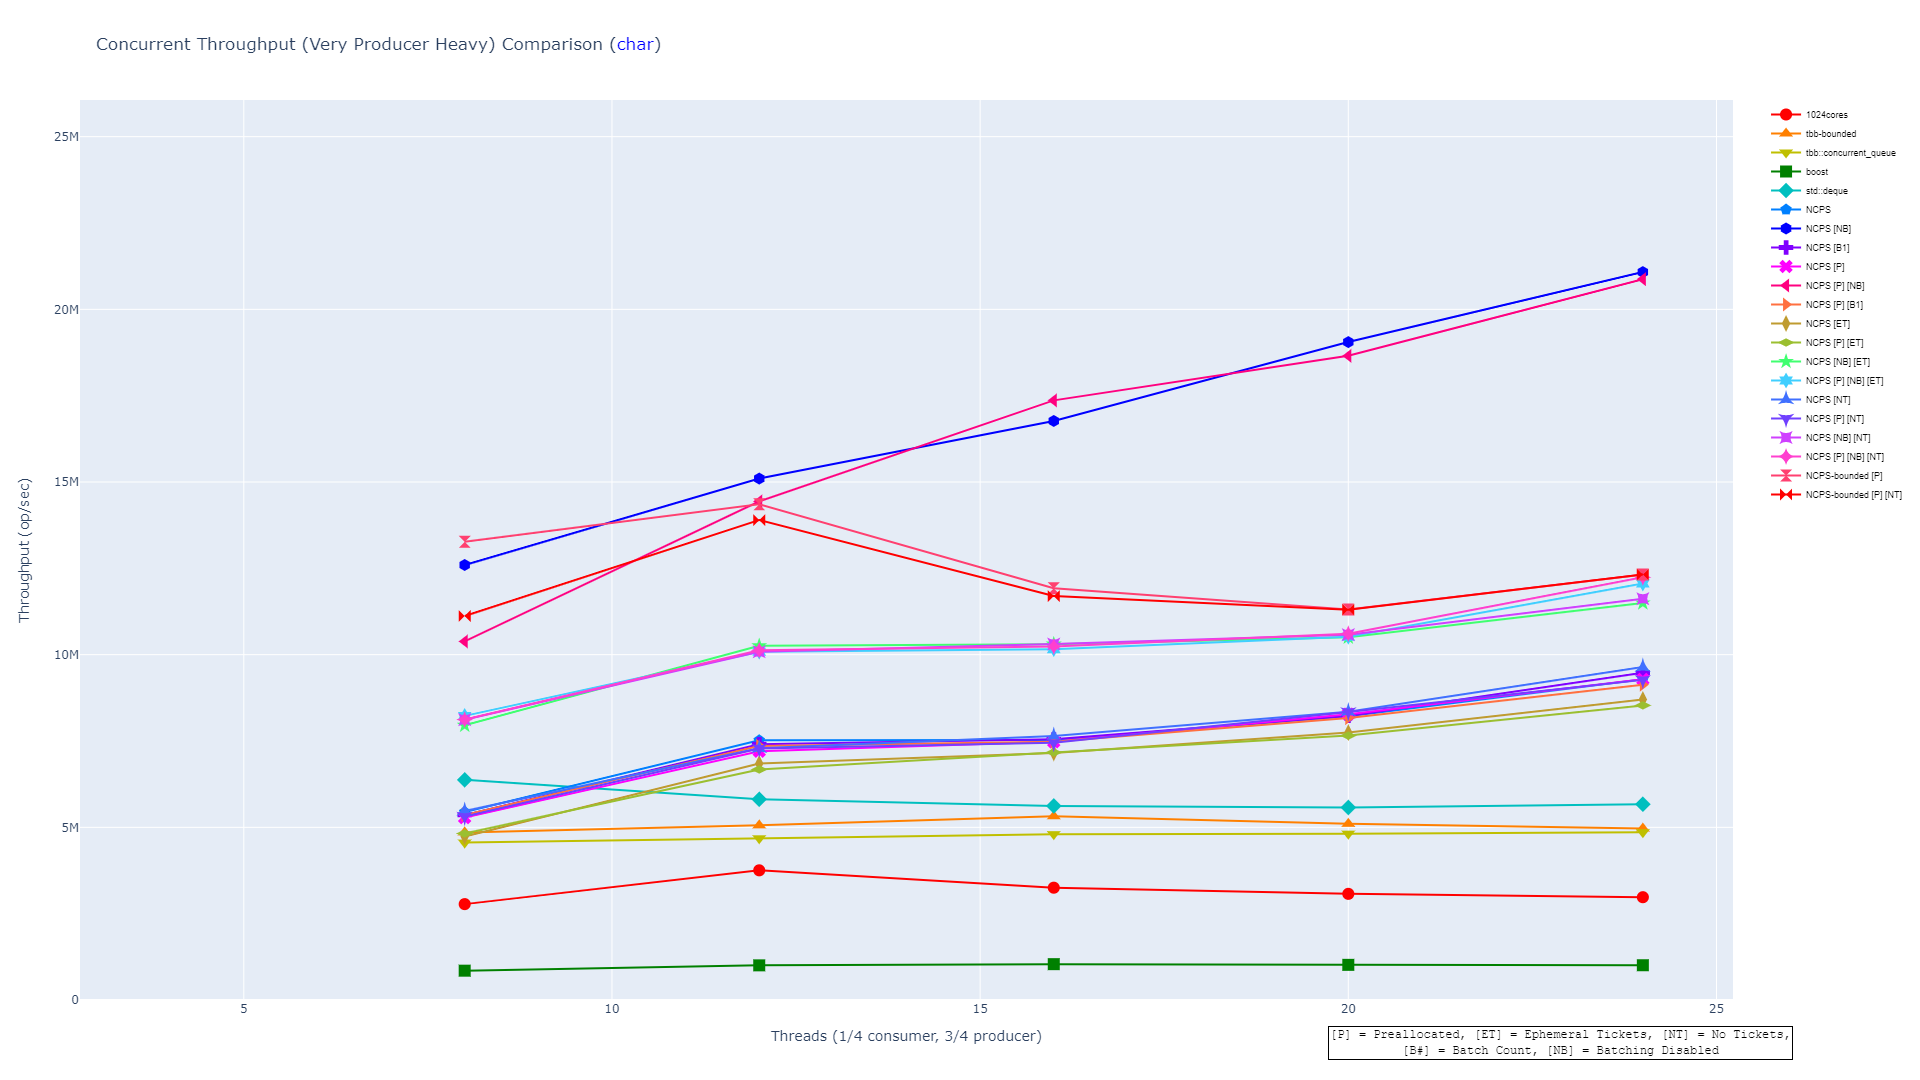 Concurrent Throughput (Very Producer Heavy) Comparison (char)
25M
20M
15M
10M
5M
0
Throughput (op/sec)
5
10
15
20
25
Threads (1/4 consumer, 3/4 producer)
1024cores
tbb-bounded
tbb::concurrent_queue
boost
std::deque
NCPS
NCPS [NB]
NCPS [B1]
NCPS [P]
NCPS [P] [NB]
NCPS [P] [B1]
NCPS [ET]
NCPS [P] [ET]
NCPS [NB] [ET]
NCPS [P] [NB] [ET]
NCPS [NT]
NCPS [P] [NT]
NCPS [NB] [NT]
NCPS [P] [NB] [NT]
NCPS-bounded [P]
NCPS-bounded [P] [NT]
[P] = Preallocated, [ET] = Ephemeral Tickets, [NT] = No Tickets,
[B#] = Batch Count, [NB] = Batching Disabled